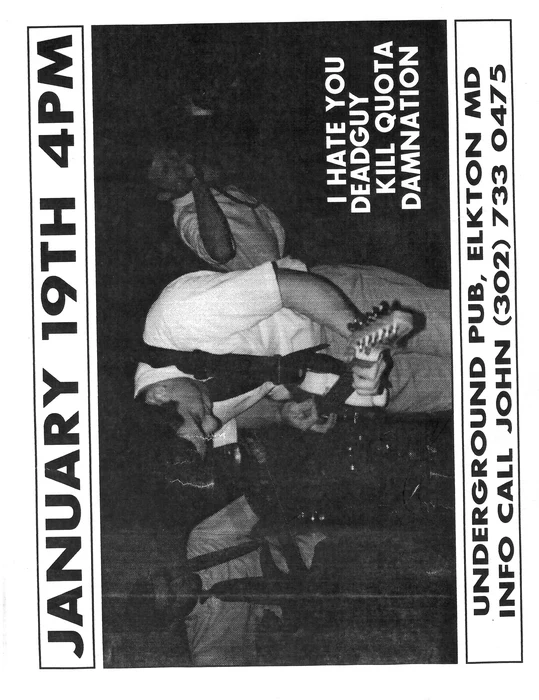 JANUARY 19TH 4PM
I HATE YOU
DEADGUY
KILL QUOTA
DAMNATION
UNDERGROUND PUB, ELKTON MD
INFO CALL JOHN (302) 733 0475